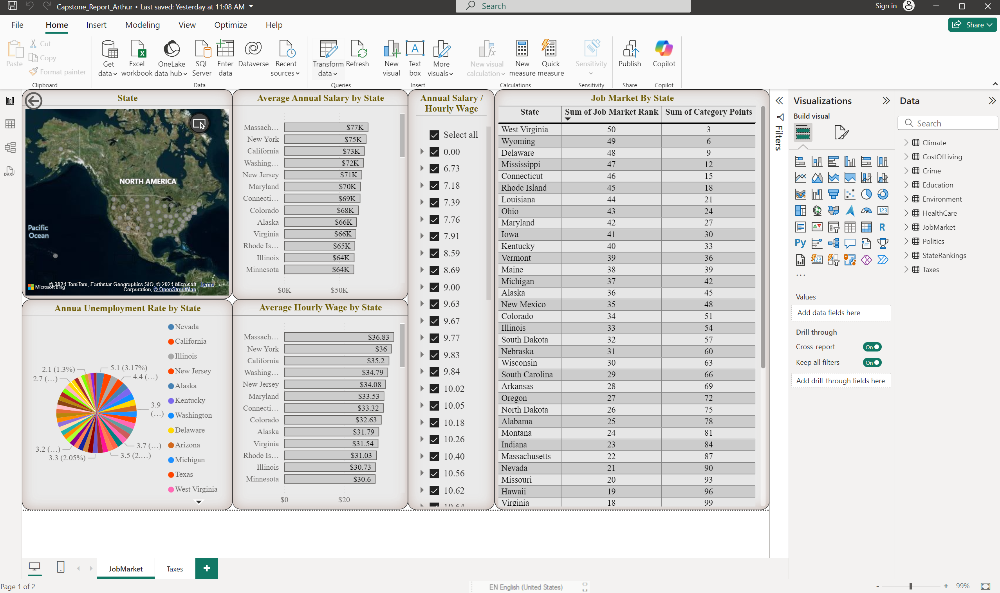 Capstone_Report_Arthur • Last saved: Yesterday at 11:08 AM
Search
Sign in
File
Home
Insert
Modeling
View
Optimize
Help
Share
Paste
Cut
Copy
Format painter
Clipboard
Get data
Excel workbook
OneLake data hub
SQL Server
Enter data
Dataverse
Recent sources
Data
Transform data
Refresh
Queries
New visual
Text box
More visuals
Insert
New visual calculation
New measure
Quick measure
Calculations
Sensitivity
Sensitivity
Publish
Share
Copilot
Copilot
DAX
State
NORTH AMERICA
Pacific
Ocean
Microsoft Bing
© 2024 TomTom, Earthstar Geographics SIO, © 2024 Microsoft Corporation, © OpenStreetMap Terms
Average Annual Salary by State
Massach… $77K
New York $75K
California $73K
Washing… $72K
New Jersey $71K
Maryland $70K
Connecti… $69K
Colorado $68K
Alaska $66K
Virginia $66K
Rhode Is… $65K
Illinois $64K
Minnesota $64K
$0K $50K
Annua Unemployment Rate by State
2.1 (1.3%)
2.7 (…)
5.1 (3.17%)
4.4 (…)
3.9
(…)
3.7 (…)
3.5 (2.…)
3.3 (2.05%)
3.2 (…)
Nevada
California
Illinois
New Jersey
Alaska
Kentucky
Washington
Delaware
Arizona
Michigan
Texas
West Virginia
Average Hourly Wage by State
Massach… $36.83
New York $36
California $35.2
Washing… $34.79
New Jersey $34.08
Maryland $33.53
Connecti… $33.32
Colorado $32.63
Alaska $31.79
Virginia $31.54
Rhode Is… $31.03
Illinois $30.73
Minnesota $30.6
$0 $20
Annual Salary /
Hourly Wage
Select all
0.00
6.73
7.18
7.39
7.76
7.91
8.59
8.69
9.00
9.63
9.67
9.77
9.83
9.84
10.02
10.05
10.18
10.26
10.40
10.56
10.62
10.64
Job Market By State
State Sum of Job Market Rank Sum of Category Points
West Virginia 50 3
Wyoming 49 6
Delaware 48 9
Mississippi 47 12
Connecticut 46 15
Rhode Island 45 18
Louisiana 44 21
Ohio 43 24
Maryland 42 27
Iowa 41 30
Kentucky 40 33
Vermont 39 36
Maine 38 39
Michigan 37 42
Alaska 36 45
New Mexico 35 48
Colorado 34 51
Illinois 33 54
South Dakota 32 57
Nebraska 31 60
Wisconsin 30 63
South Carolina 29 66
Arkansas 28 69
Oregon 27 72
North Dakota 26 75
Alabama 25 78
Montana 24 81
Indiana 23 84
Massachusetts 22 87
Nevada 21 90
Missouri 20 93
Hawaii 19 96
Virginia 18 99
Filters
Visualizations
Build visual
123
R
Py
123
…
Values
Add data fields here
Drill through
Cross-report On
Keep all filters On
Add drill-through fields here
Data
Search
Climate
CostOfLiving
Crime
Education
Environment
HealthCare
JobMarket
Politics
StateRankings
Taxes
JobMarket
Taxes
+
Page 1 of 2
EN English (United States)
- + 99%